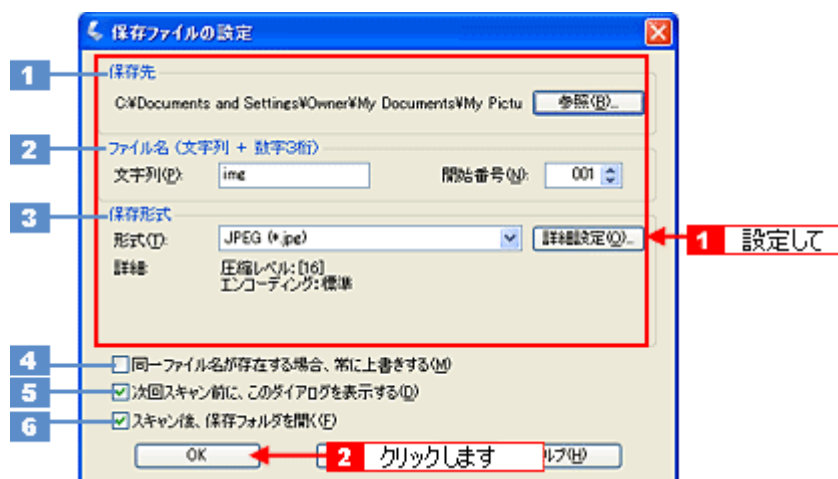 保存ファイルの設定
1
保存先
C:¥Documents and Settings¥Owner¥My Documents¥My Pictu
参照(B)...
2
ファイル名 (文字列 + 数字3桁)
文字列(P):
img
開始番号(N):
001
3
保存形式
形式(T):
JPEG (*.jpg)
詳細設定(O)...
1 設定して
詳細:
圧縮レベル:[16]
エンコーディング:標準
4
同一ファイル名が存在する場合、常に上書きする(M)
5
次回スキャン前に、このダイアログを表示する(D)
6
スキャン後、保存フォルダを開く(F)
OK
2 クリックします
ルプ(H)